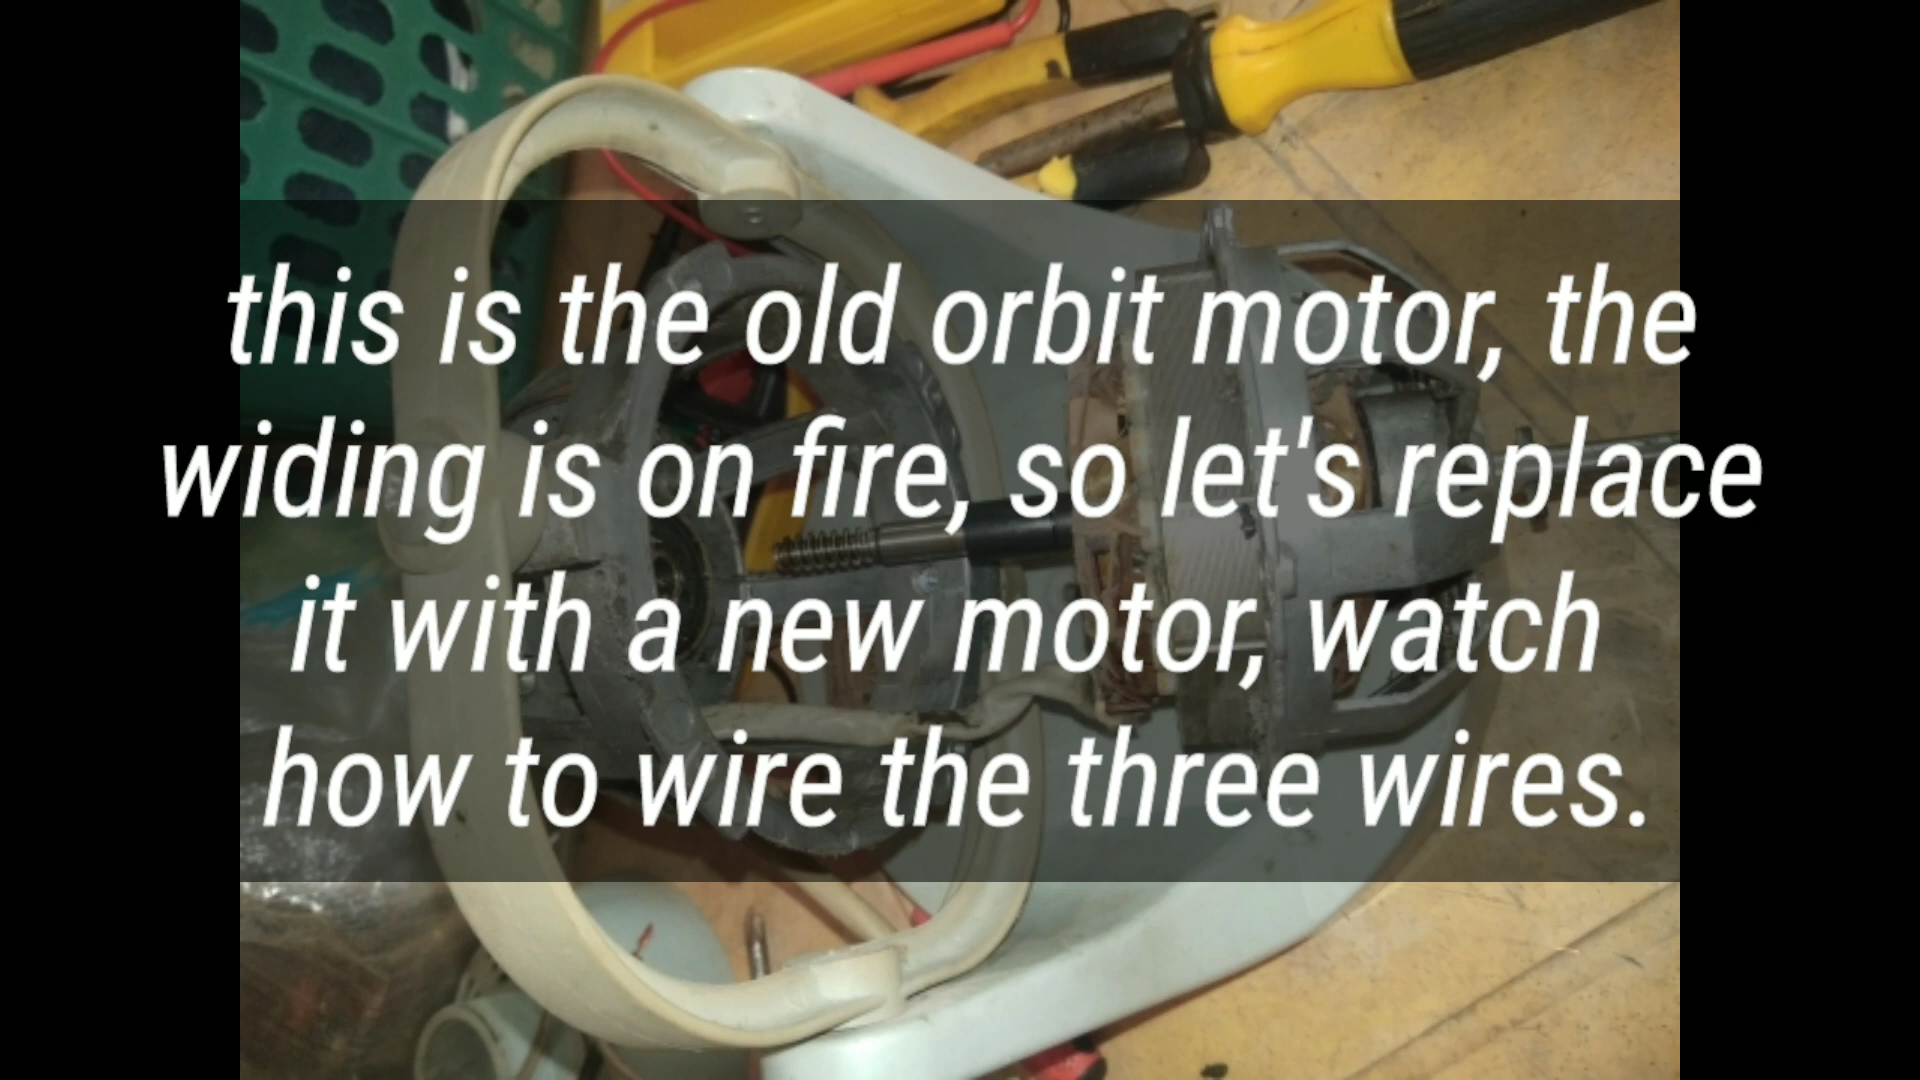 this is the old orbit motor, the
widing is on fire, so let's replace
it with a new motor, watch
how to wire the three wires.